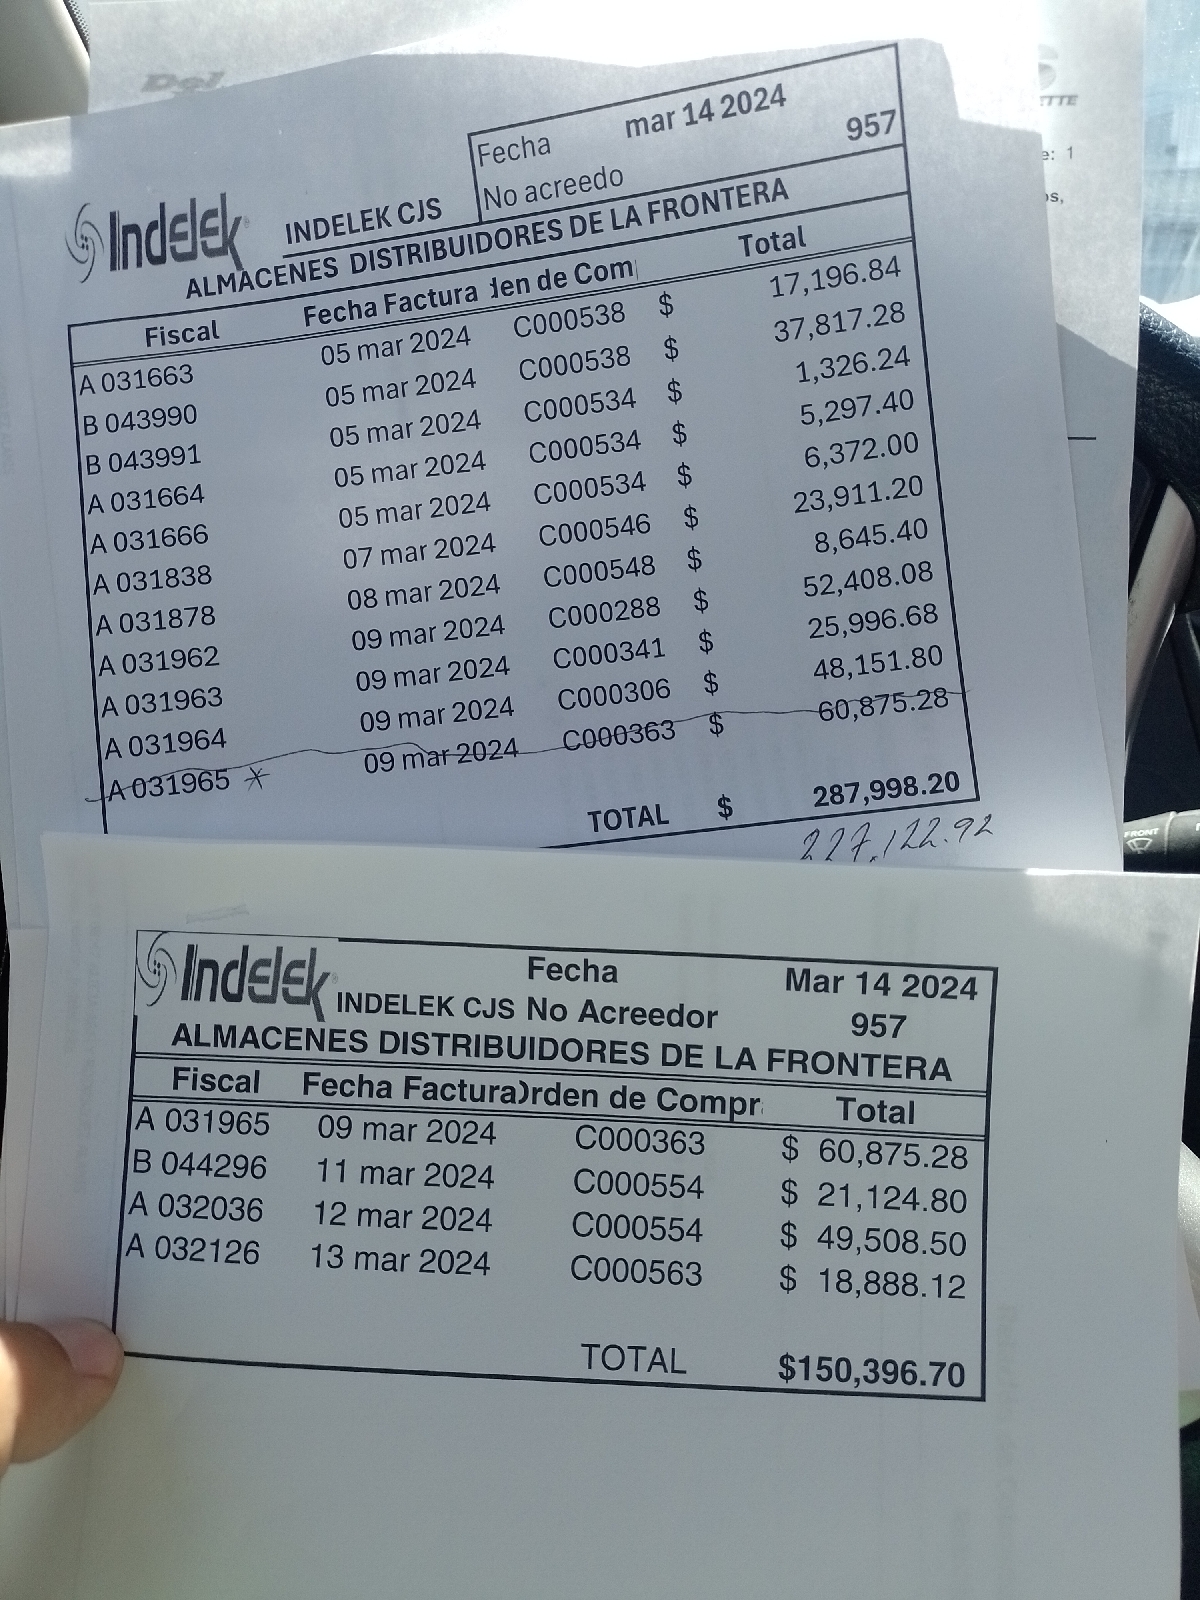 Fecha mar 14 2024
No acreedo 957
Indelek INDELEK CJS
ALMACENES DISTRIBUIDORES DE LA FRONTERA
Fiscal Fecha Factura den de Com Total
A 031663 05 mar 2024 C000538 $ 17,196.84
B 043990 05 mar 2024 C000538 $ 37,817.28
B 043991 05 mar 2024 C000534 $ 1,326.24
A 031664 05 mar 2024 C000534 $ 5,297.40
A 031666 05 mar 2024 C000534 $ 6,372.00
A 031838 07 mar 2024 C000546 $ 23,911.20
A 031878 08 mar 2024 C000548 $ 8,645.40
A 031962 09 mar 2024 C000288 $ 52,408.08
A 031963 09 mar 2024 C000341 $ 25,996.68
A 031964 09 mar 2024 C000306 $ 48,151.80
A 031965 * 09 mar 2024 C000363 $ 60,875.28
TOTAL $ 287,998.20
227,122.92
Indelek Fecha Mar 14 2024
INDELEK CJS No Acreedor 957
ALMACENES DISTRIBUIDORES DE LA FRONTERA
Fiscal Fecha Factura Orden de Compr Total
A 031965 09 mar 2024 C000363 $ 60,875.28
B 044296 11 mar 2024 C000554 $ 21,124.80
A 032036 12 mar 2024 C000554 $ 49,508.50
A 032126 13 mar 2024 C000563 $ 18,888.12
TOTAL $150,396.70
FRONT